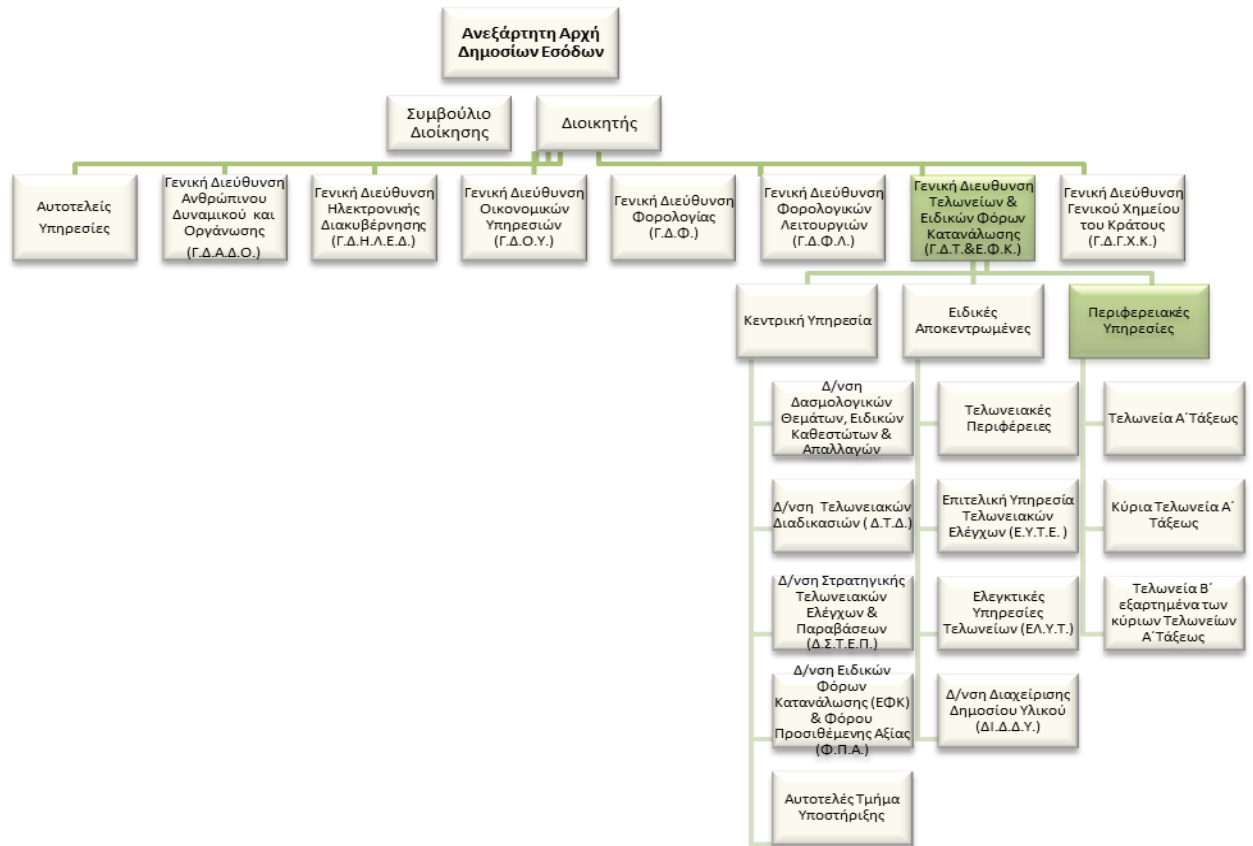 Ανεξάρτητη Αρχή
Δημοσίων Εσόδων
Συμβούλιο
Διοίκησης
Διοικητής
Αυτοτελείς
Υπηρεσίες
Γενική Διεύθυνση
Ανθρώπινου
Δυναμικού και
Οργάνωσης
(Γ.Δ.Α.Δ.Ο.)
Γενική Διεύθυνση
Ηλεκτρονικής
Διακυβέρνησης
(Γ.Δ.Η.Λ.Ε.Δ.)
Γενική Διεύθυνση
Οικονομικών
Υπηρεσιών
(Γ.Δ.Ο.Υ.)
Γενική Διεύθυνση
Φορολογίας
(Γ.Δ.Φ.)
Γενική Διεύθυνση
Φορολογικών
Λειτουργιών
(Γ.Δ.Φ.Λ.)
Γενική Διευθυνση
Τελωνείων &
Ειδικών Φόρων
Κατανάλωσης
(Γ.Δ.Τ.&Ε.Φ.Κ.)
Γενική Διεύθυνση
Γενικού Χημείου
του Κράτους
(Γ.Δ.Γ.Χ.Κ.)
Κεντρική Υπηρεσία
Ειδικές
Αποκεντρωμένες
Περιφερειακές
Υπηρεσίες
Δ/νση
Δασμολογικών
Θεμάτων, Ειδικών
Καθεστώτων &
Απαλλαγών
Δ/νση Τελωνειακών
Διαδικασιών ( Δ.Τ.Δ.)
Δ/νση Στρατηγικής
Τελωνειακών
Ελέγχων &
Παραβάσεων
(Δ.Σ.Τ.Ε.Π.)
Δ/νση Ειδικών
Φόρων
Κατανάλωσης (ΕΦΚ)
& Φόρου
Προσιθέμενης Αξίας
(Φ.Π.Α.)
Αυτοτελές Τμήμα
Υποστήριξης
Τελωνειακές
Περιφέρειες
Επιτελική Υπηρεσία
Τελωνειακών
Ελέγχων (Ε.Υ.Τ.Ε. )
Ελεγκτικές
Υπηρεσίες
Τελωνείων (ΕΛ.Υ.Τ.)
Δ/νση Διαχείρισης
Δημοσίου Υλικού
(ΔΙ.Δ.Δ.Υ.)
Τελωνεία Α΄Τάξεως
Κύρια Τελωνεία Α΄
Τάξεως
Τελωνεία Β΄
εξαρτημένα των
κύριων Τελωνείων
Α΄Τάξεως